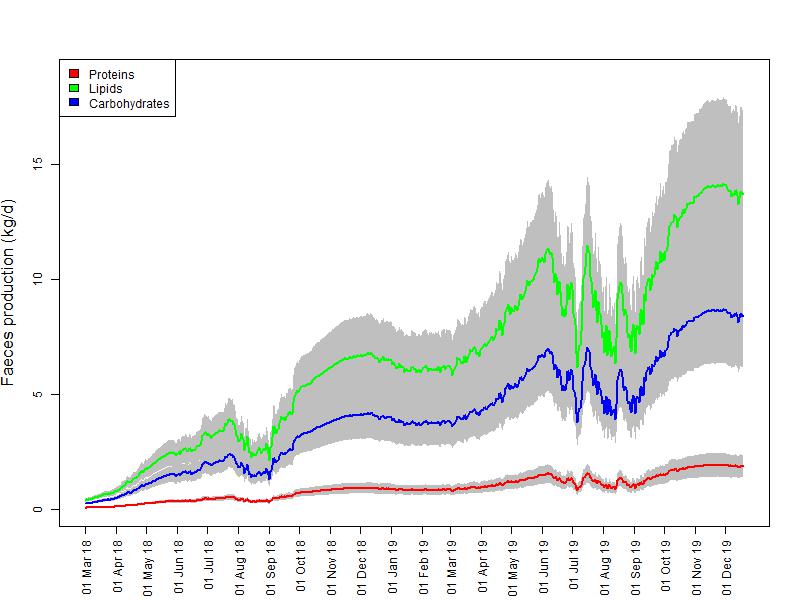 Proteins
Lipids
Carbohydrates
Faeces production (kg/d)
15
10
5
0
01 Mar 18
01 Apr 18
01 May 18
01 Jun 18
01 Jul 18
01 Aug 18
01 Sep 18
01 Oct 18
01 Nov 18
01 Dec 18
01 Jan 19
01 Feb 19
01 Mar 19
01 Apr 19
01 May 19
01 Jun 19
01 Jul 19
01 Aug 19
01 Sep 19
01 Oct 19
01 Nov 19
01 Dec 19